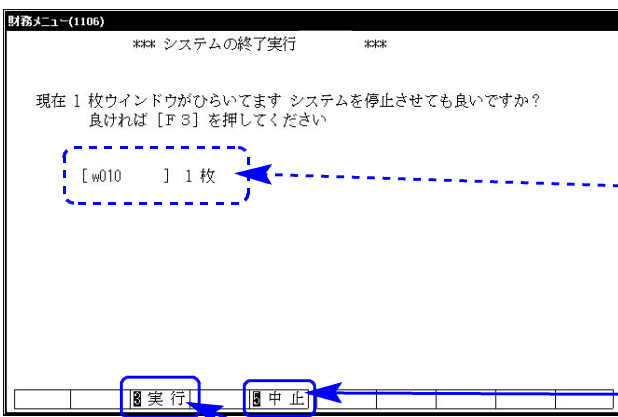 財務メニュー(1106)
*** システムの終了実行 ***
現在 1 枚ウインドウがひらいてます システムを停止させても良いですか?
良ければ [F3] を押してください
[w010 ] 1 枚
3 実 行 5 中 止